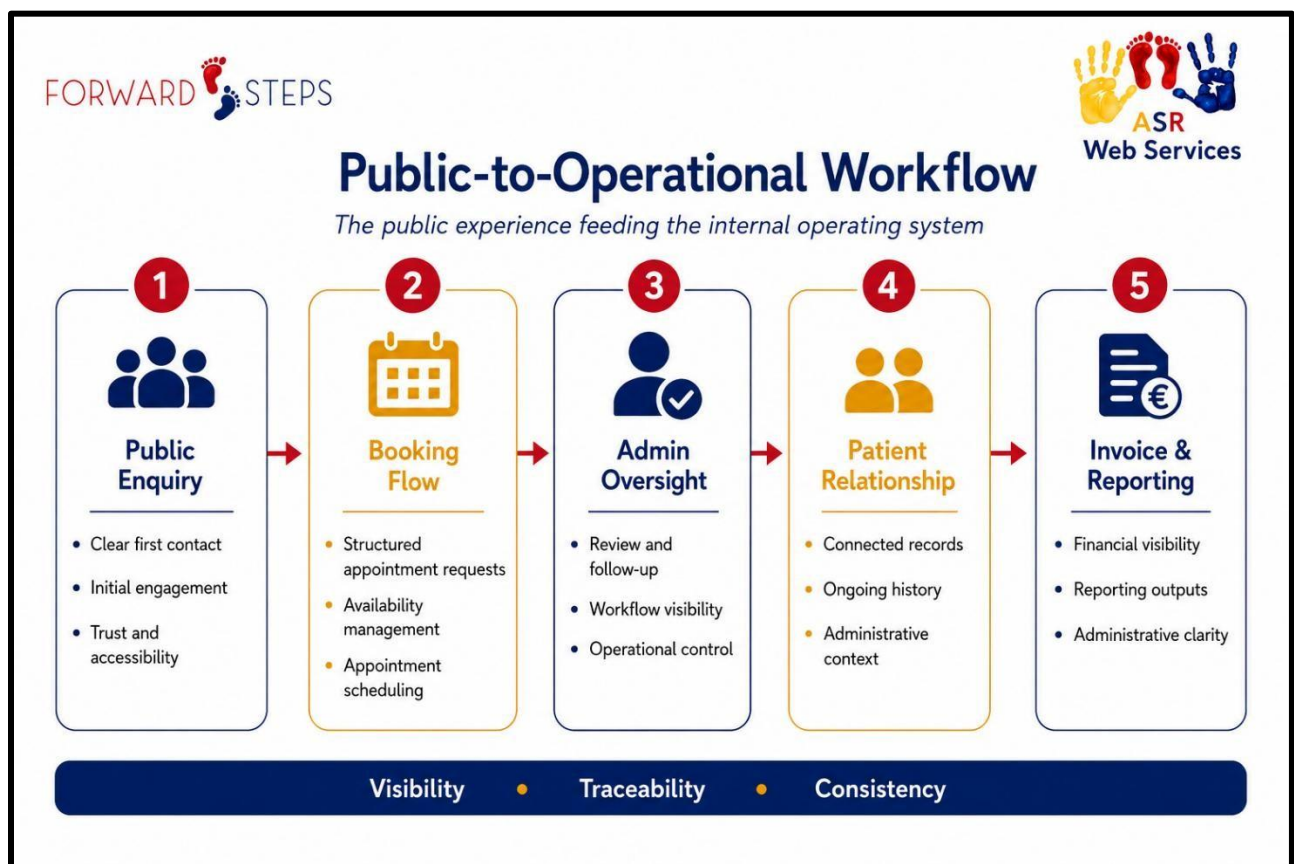 FORWARD STEPS
ASR
Web Services
Public-to-Operational Workflow
The public experience feeding the internal operating system
1
Public
Enquiry
• Clear first contact
• Initial engagement
• Trust and
accessibility
2
Booking
Flow
• Structured
appointment requests
• Availability
management
• Appointment
scheduling
3
Admin
Oversight
• Review and
follow-up
• Workflow visibility
• Operational control
4
Patient
Relationship
• Connected records
• Ongoing history
• Administrative
context
5
€
Invoice &
Reporting
• Financial visibility
• Reporting outputs
• Administrative clarity
Visibility • Traceability • Consistency